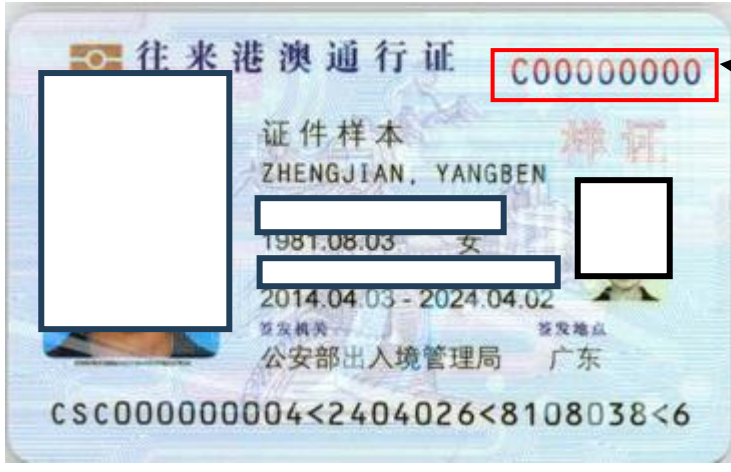 往来港澳通行证
C00000000
证件样本
样证
ZHENGJIAN, YANGBEN
1981.08.03 女
2014.04.03 - 2024.04.02
签发机关 签发地点
公安部出入境管理局 广东
CSC000000004<2404026<8108038<6